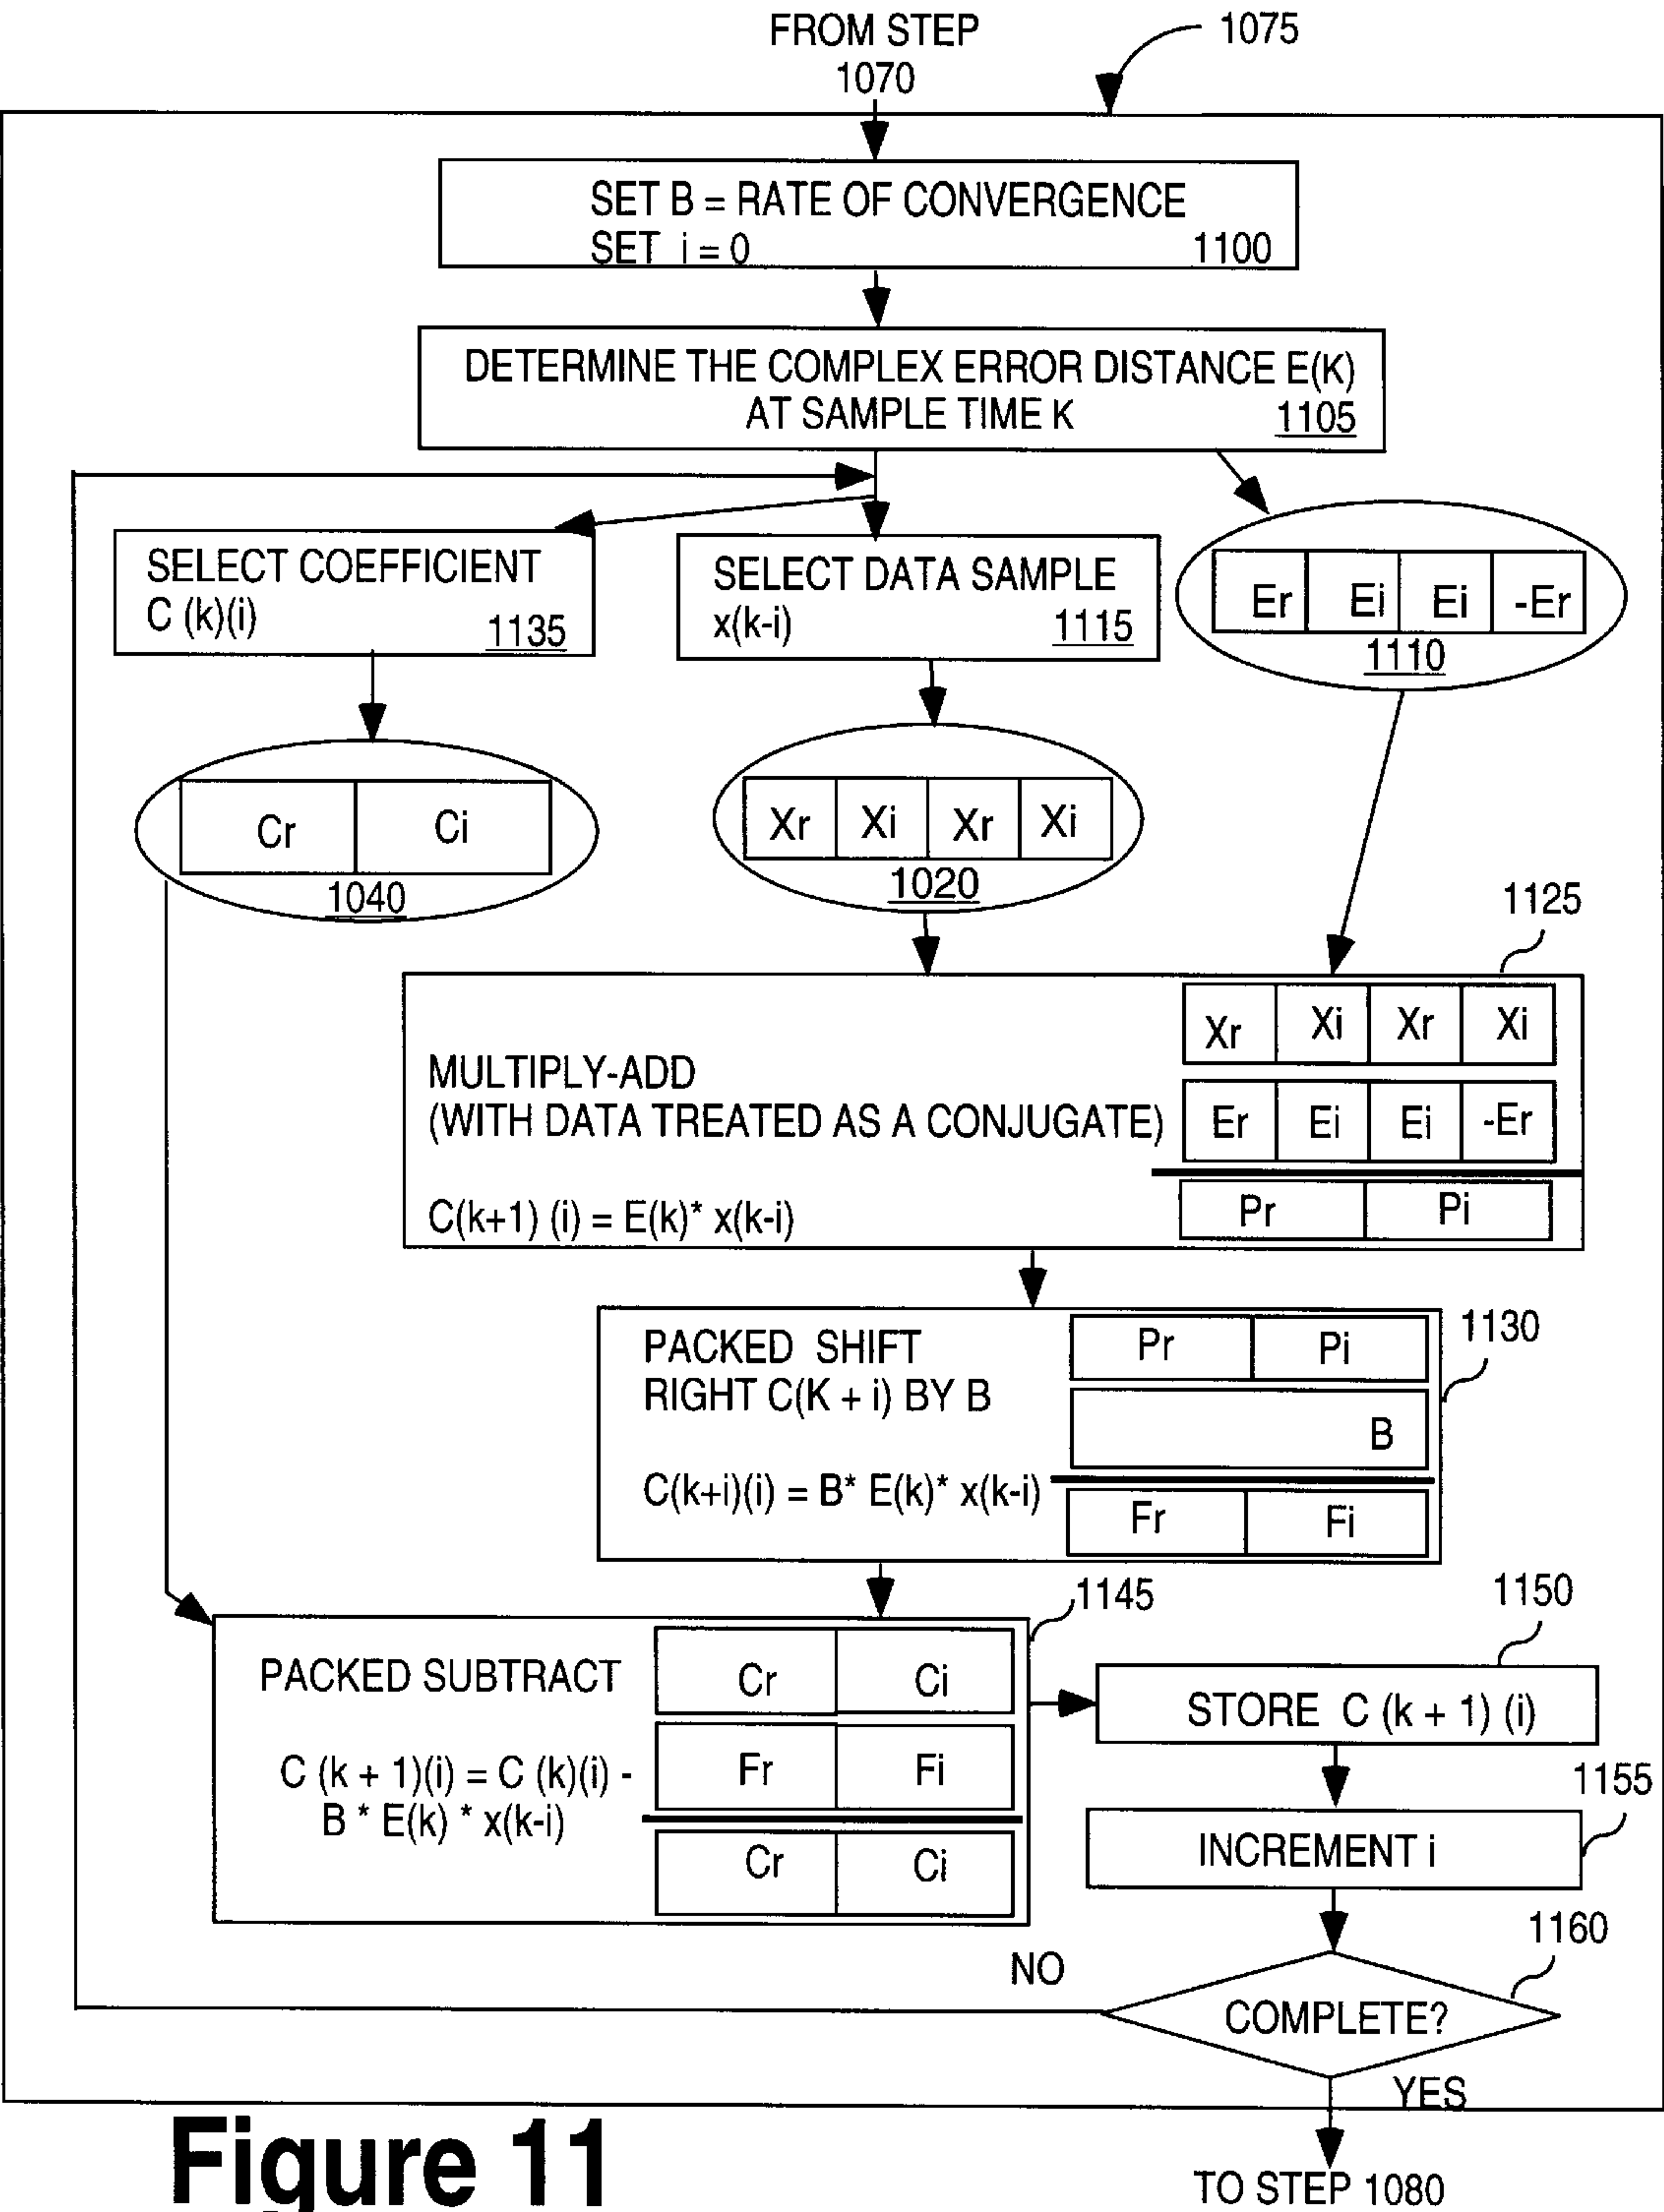 FROM STEP
1070
1075
SET B = RATE OF CONVERGENCE
SET i = 0 1100
DETERMINE THE COMPLEX ERROR DISTANCE E(K)
AT SAMPLE TIME K 1105
SELECT COEFFICIENT
C (k)(i) 1135
SELECT DATA SAMPLE
x(k-i) 1115
Er Ei Ei -Er
1110
Cr Ci
1040
Xr Xi Xr Xi
1020
1125
MULTIPLY-ADD
(WITH DATA TREATED AS A CONJUGATE)
C(k+1) (i) = E(k)* x(k-i)
Xr Xi Xr Xi
Er Ei Ei -Er
Pr Pi
1130
PACKED SHIFT
RIGHT C(K + i) BY B
C(k+i)(i) = B* E(k)* x(k-i)
Pr Pi
B
Fr Fi
1145
PACKED SUBTRACT
C (k + 1)(i) = C (k)(i) -
B * E(k) * x(k-i)
Cr Ci
Fr Fi
Cr Ci
1150
STORE C (k + 1) (i)
1155
INCREMENT i
1160
COMPLETE?
NO
YES
TO STEP 1080
Figure 11